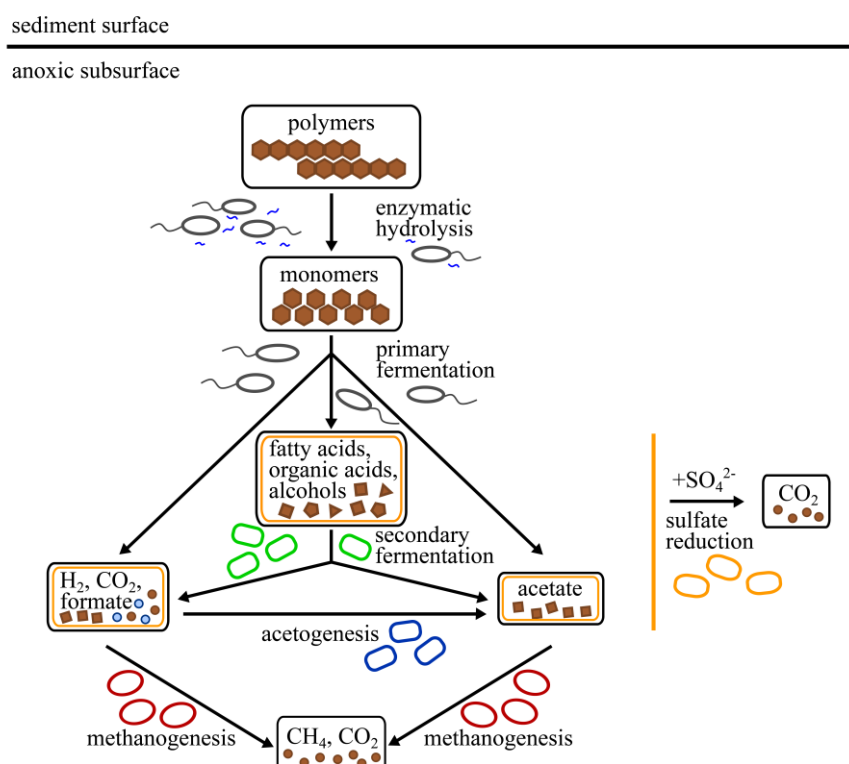 sediment surface
anoxic subsurface
polymers
enzymatic
hydrolysis
monomers
primary
fermentation
fatty acids,
organic acids,
alcohols
+SO₄²⁻
CO₂
sulfate
reduction
secondary
fermentation
H₂, CO₂,
formate
acetate
acetogenesis
methanogenesis
CH₄, CO₂
methanogenesis